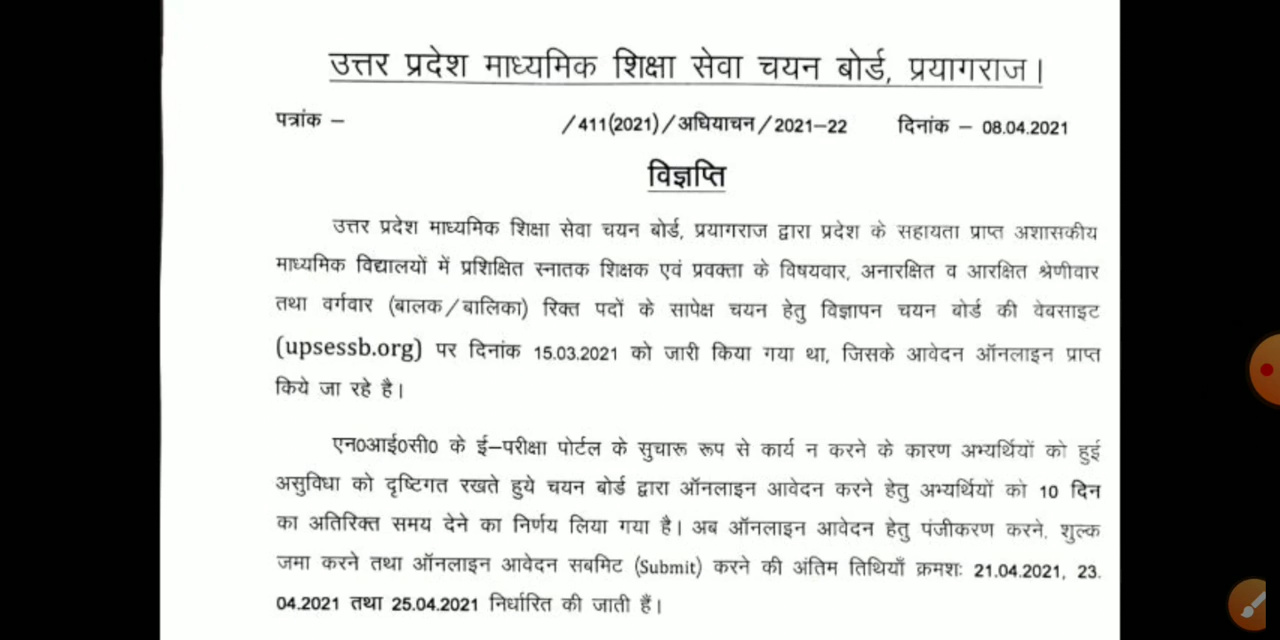 उत्तर प्रदेश माध्यमिक शिक्षा सेवा चयन बोर्ड, प्रयागराज।
पत्रांक – /411(2021)/अधियाचन/2021–22 दिनांक – 08.04.2021
विज्ञप्ति
उत्तर प्रदेश माध्यमिक शिक्षा सेवा चयन बोर्ड, प्रयागराज द्वारा प्रदेश के सहायता प्राप्त अशासकीय
माध्यमिक विद्यालयों में प्रशिक्षित स्नातक शिक्षक एवं प्रवक्ता के विषयवार, अनारक्षित व आरक्षित श्रेणीवार
तथा वर्गवार (बालक/बालिका) रिक्त पदों के सापेक्ष चयन हेतु विज्ञापन चयन बोर्ड की वेबसाइट
(upsessb.org) पर दिनांक 15.03.2021 को जारी किया गया था, जिसके आवेदन ऑनलाइन प्राप्त
किये जा रहे है।
एन0आई0सी0 के ई–परीक्षा पोर्टल के सुचारू रूप से कार्य न करने के कारण अभ्यर्थियों को हुई
असुविधा को दृष्टिगत रखते हुये चयन बोर्ड द्वारा ऑनलाइन आवेदन करने हेतु अभ्यर्थियों को 10 दिन
का अतिरिक्त समय देने का निर्णय लिया गया है। अब ऑनलाइन आवेदन हेतु पंजीकरण करने, शुल्क
जमा करने तथा ऑनलाइन आवेदन सबमिट (Submit) करने की अंतिम तिथियाँ क्रमशः 21.04.2021, 23.
04.2021 तथा 25.04.2021 निर्धारित की जाती हैं।